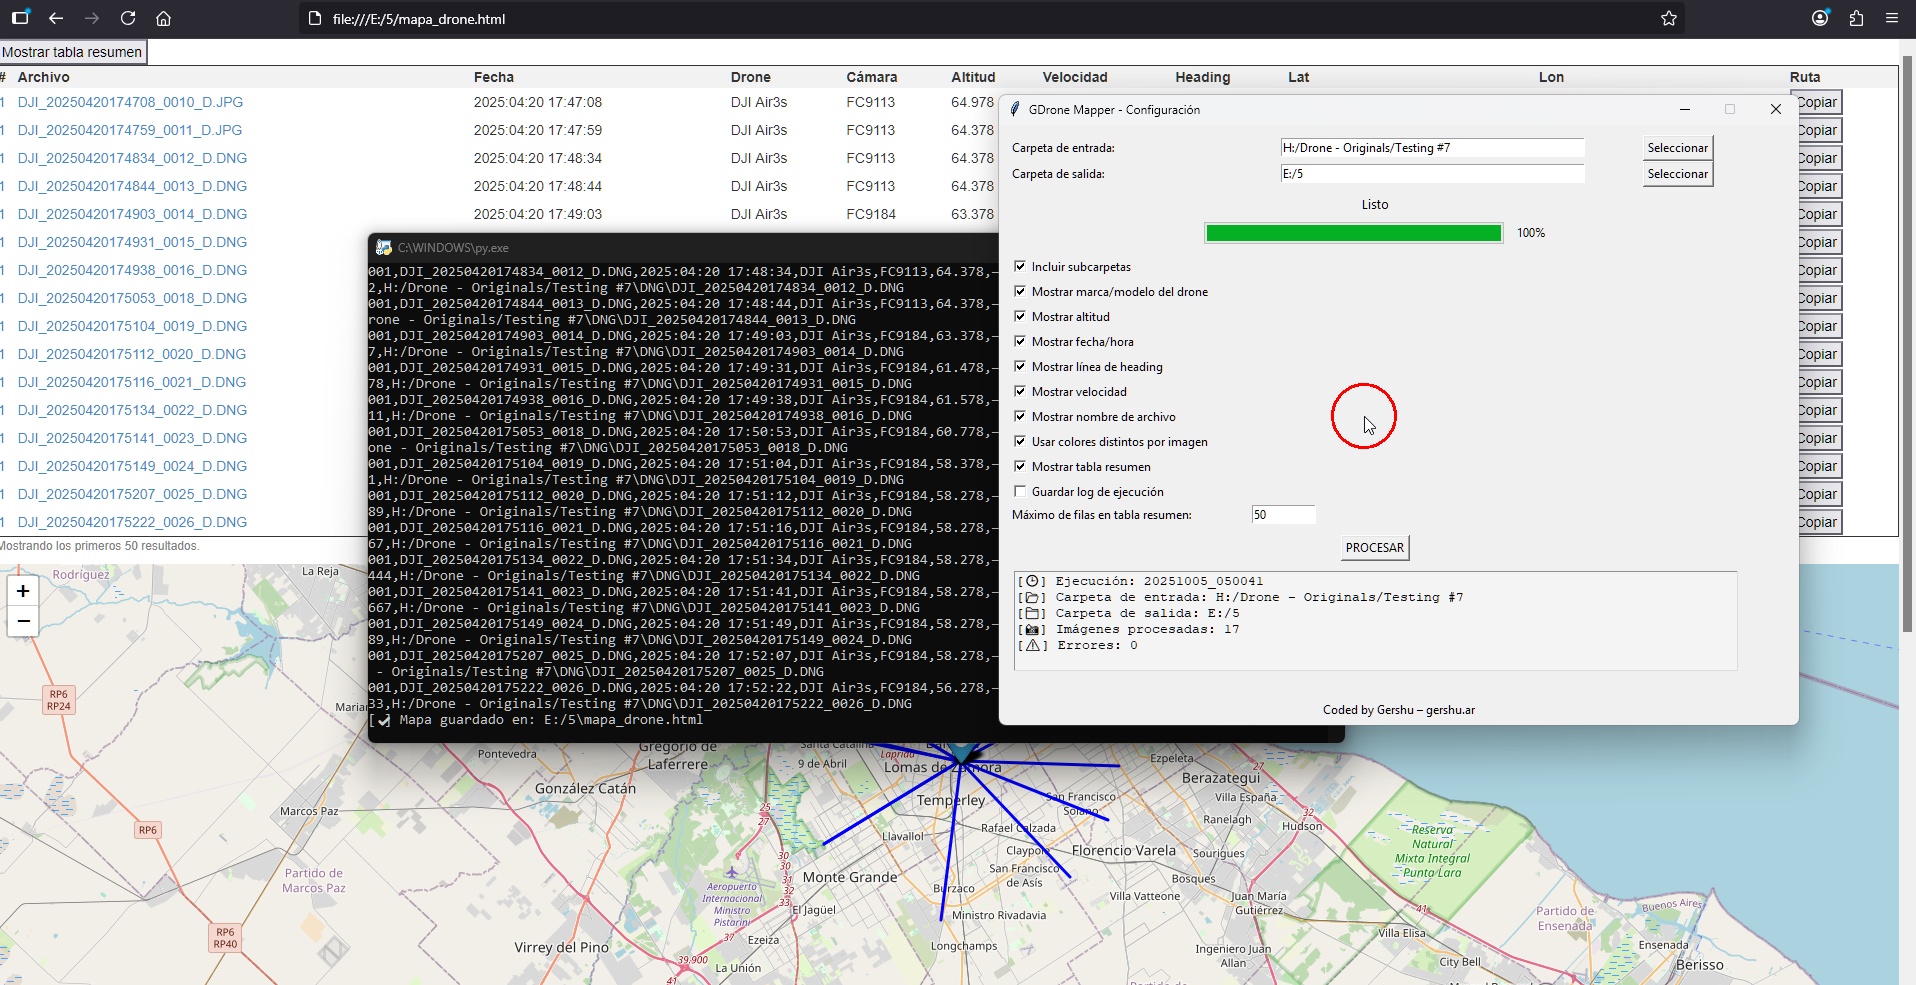 file:///E:/5/mapa_drone.html
Mostrar tabla resumen
# Archivo Fecha Drone Cámara Altitud Velocidad Heading Lat Lon Ruta
1 DJI_20250420174708_0010_D.JPG 2025:04:20 17:47:08 DJI Air3s FC9113 64.978 Copiar
1 DJI_20250420174759_0011_D.JPG 2025:04:20 17:47:59 DJI Air3s FC9113 64.378 Copiar
1 DJI_20250420174834_0012_D.DNG 2025:04:20 17:48:34 DJI Air3s FC9113 64.378 Copiar
1 DJI_20250420174844_0013_D.DNG 2025:04:20 17:48:44 DJI Air3s FC9113 64.378 Copiar
1 DJI_20250420174903_0014_D.DNG 2025:04:20 17:49:03 DJI Air3s FC9184 63.378 Copiar
1 DJI_20250420174931_0015_D.DNG Copiar
1 DJI_20250420174938_0016_D.DNG Copiar
1 DJI_20250420175053_0018_D.DNG Copiar
1 DJI_20250420175104_0019_D.DNG Copiar
1 DJI_20250420175112_0020_D.DNG Copiar
1 DJI_20250420175116_0021_D.DNG Copiar
1 DJI_20250420175134_0022_D.DNG Copiar
1 DJI_20250420175141_0023_D.DNG Copiar
1 DJI_20250420175149_0024_D.DNG Copiar
1 DJI_20250420175207_0025_D.DNG Copiar
1 DJI_20250420175222_0026_D.DNG Copiar
Mostrando los primeros 50 resultados.
C:\WINDOWS\py.exe
001,DJI_20250420174834_0012_D.DNG,2025:04:20 17:48:34,DJI Air3s,FC9113,64.378,-
2,H:/Drone - Originals/Testing #7\DNG\DJI_20250420174834_0012_D.DNG
001,DJI_20250420174844_0013_D.DNG,2025:04:20 17:48:44,DJI Air3s,FC9113,64.378,-
rone - Originals/Testing #7\DNG\DJI_20250420174844_0013_D.DNG
001,DJI_20250420174903_0014_D.DNG,2025:04:20 17:49:03,DJI Air3s,FC9184,63.378,-
7,H:/Drone - Originals/Testing #7\DNG\DJI_20250420174903_0014_D.DNG
001,DJI_20250420174931_0015_D.DNG,2025:04:20 17:49:31,DJI Air3s,FC9184,61.478,-
78,H:/Drone - Originals/Testing #7\DNG\DJI_20250420174931_0015_D.DNG
001,DJI_20250420174938_0016_D.DNG,2025:04:20 17:49:38,DJI Air3s,FC9184,61.578,-
11,H:/Drone - Originals/Testing #7\DNG\DJI_20250420174938_0016_D.DNG
001,DJI_20250420175053_0018_D.DNG,2025:04:20 17:50:53,DJI Air3s,FC9184,60.778,-
one - Originals/Testing #7\DNG\DJI_20250420175053_0018_D.DNG
001,DJI_20250420175104_0019_D.DNG,2025:04:20 17:51:04,DJI Air3s,FC9184,58.378,-
1,H:/Drone - Originals/Testing #7\DNG\DJI_20250420175104_0019_D.DNG
001,DJI_20250420175112_0020_D.DNG,2025:04:20 17:51:12,DJI Air3s,FC9184,58.278,-
89,H:/Drone - Originals/Testing #7\DNG\DJI_20250420175112_0020_D.DNG
001,DJI_20250420175116_0021_D.DNG,2025:04:20 17:51:16,DJI Air3s,FC9184,58.278,-
67,H:/Drone - Originals/Testing #7\DNG\DJI_20250420175116_0021_D.DNG
001,DJI_20250420175134_0022_D.DNG,2025:04:20 17:51:34,DJI Air3s,FC9184,58.278,-
444,H:/Drone - Originals/Testing #7\DNG\DJI_20250420175134_0022_D.DNG
001,DJI_20250420175141_0023_D.DNG,2025:04:20 17:51:41,DJI Air3s,FC9184,58.278,-
667,H:/Drone - Originals/Testing #7\DNG\DJI_20250420175141_0023_D.DNG
001,DJI_20250420175149_0024_D.DNG,2025:04:20 17:51:49,DJI Air3s,FC9184,58.278,-
89,H:/Drone - Originals/Testing #7\DNG\DJI_20250420175149_0024_D.DNG
001,DJI_20250420175207_0025_D.DNG,2025:04:20 17:52:07,DJI Air3s,FC9184,58.278,-
- Originals/Testing #7\DNG\DJI_20250420175207_0025_D.DNG
001,DJI_20250420175222_0026_D.DNG,2025:04:20 17:52:22,DJI Air3s,FC9184,56.278,-
33,H:/Drone - Originals/Testing #7\DNG\DJI_20250420175222_0026_D.DNG
[✔] Mapa guardado en: E:/5\mapa_drone.html
GDrone Mapper - Configuración
Carpeta de entrada: H:/Drone - Originals/Testing #7 Seleccionar
Carpeta de salida: E:/5 Seleccionar
Listo
100%
Incluir subcarpetas
Mostrar marca/modelo del drone
Mostrar altitud
Mostrar fecha/hora
Mostrar línea de heading
Mostrar velocidad
Mostrar nombre de archivo
Usar colores distintos por imagen
Mostrar tabla resumen
Guardar log de ejecución
Máximo de filas en tabla resumen: 50
PROCESAR
[🕒] Ejecución: 20251005_050041
[📂] Carpeta de entrada: H:/Drone - Originals/Testing #7
[📁] Carpeta de salida: E:/5
[📷] Imágenes procesadas: 17
[⚠] Errores: 0
Coded by Gershu – gershu.ar
+
−
Rodríguez
La Reja
RP6
RP24
Maria
Pontevedra
Gregorio de
Laferrere
Santa Catalina
9 de Abril
Laprida
Lomas de Zamora
Ezpeleta
Berazategui
27
González Catán
Temperley
San Francisco
Solano
Villa España
Marcos Paz
25
27
Ranelagh
32
Hudson
RP6
Llavallol
Rafael Calzada
Claypole
Florencio Varela
Sourigues
Reserva
Natural
Mixta Integral
Punta Lara
30
30
31
33
San Francisco
de Asís
Bosques
Partido de
Marcos Paz
Monte Grande
Aeropuerto
Internacional
Ministro
Pistarini
31
32
33
Burzaco
Villa Vatteone
Juan María
Gutiérrez
36
Buenos Aires
El Jagüel
Ministro Rivadavia
Partido de
Ensenada
RP6
RP40
37
Ezeiza
Virrey del Pino
Longchamps
Villa Elisa
Ensenada
Ingeniero Juan
Allan
39,900
41
La Unión
City Bell
Berisso
Partido de